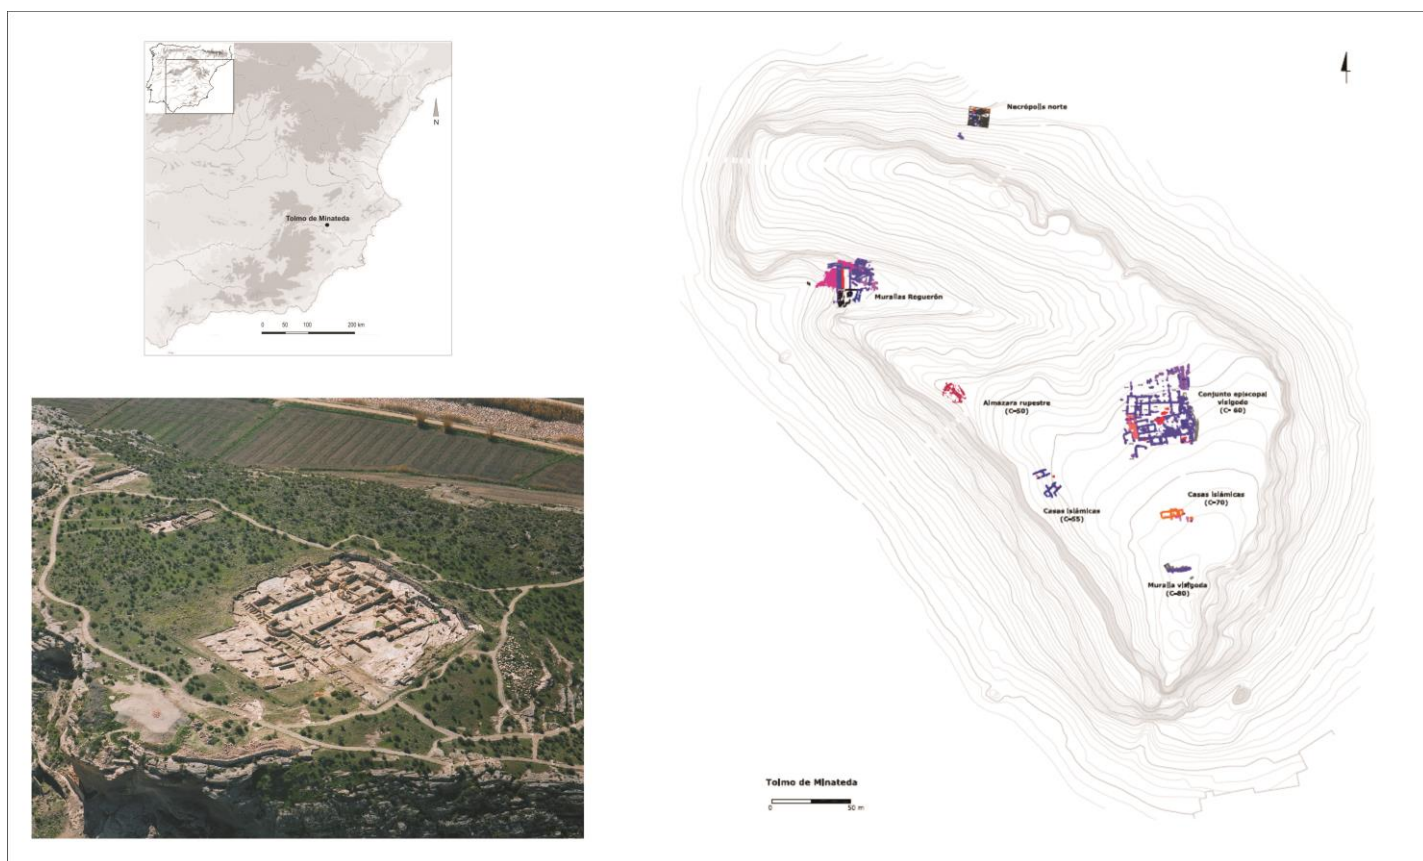 N
Tolmo de Minateda
0 50 100 200 km
Necrópolis norte
Murallas Reguerón
Almazara rupestre
(C-50)
Conjunto episcopal
visigodo
(C- 60)
Casas islámicas
(C-55)
Casas islámicas
(C-70)
Muralla visigoda
(C-80)
Tolmo de Minateda
0 50 m